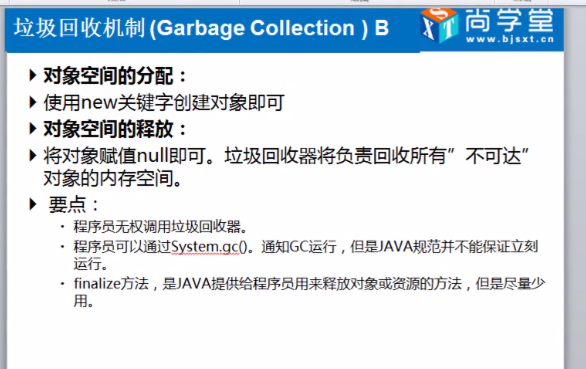 垃圾回收机制(Garbage Collection ) B
尚学堂
www.bjsxt.cn
对象空间的分配：
使用new关键字创建对象即可
对象空间的释放：
将对象赋值null即可。垃圾回收器将负责回收所有”不可达”
对象的内存空间。
要点：
程序员无权调用垃圾回收器。
程序员可以通过System.gc()。通知GC运行，但是JAVA规范并不能保证立刻
运行。
finalize方法，是JAVA提供给程序员用来释放对象或资源的方法，但是尽量少
用。